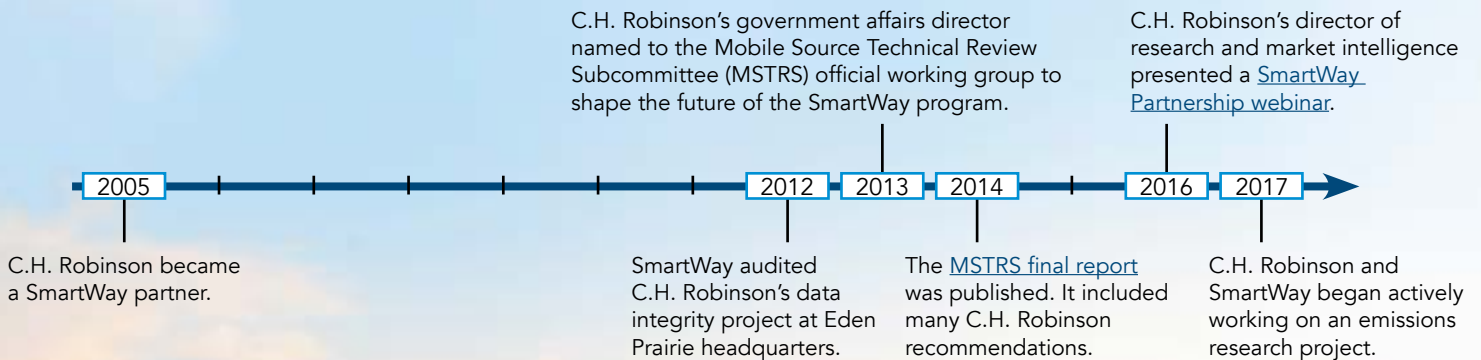 C.H. Robinson's government affairs director
named to the Mobile Source Technical Review
Subcommittee (MSTRS) official working group to
shape the future of the SmartWay program.
C.H. Robinson's director of
research and market intelligence
presented a SmartWay
Partnership webinar.
2005
2012
2013
2014
2016
2017
C.H. Robinson became
a SmartWay partner.
SmartWay audited
C.H. Robinson's data
integrity project at Eden
Prairie headquarters.
The MSTRS final report
was published. It included
many C.H. Robinson
recommendations.
C.H. Robinson and
SmartWay began actively
working on an emissions
research project.